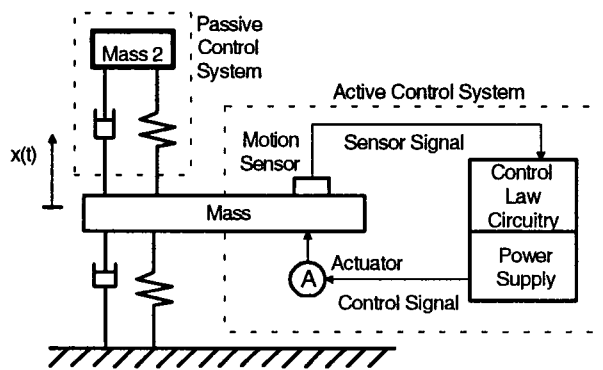 Mass 2
Passive
Control
System
Active Control System
x(t)
Motion
Sensor
Sensor Signal
Control
Law
Circuitry
Mass
Power
Supply
A
Actuator
Control Signal